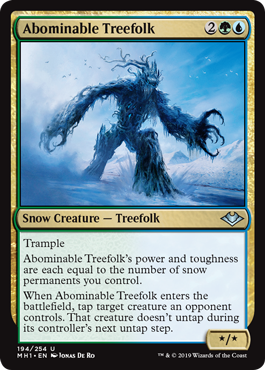 Abominable Treefolk 2
Snow Creature — Treefolk
Trample
Abominable Treefolk's power and toughness
are each equal to the number of snow
permanents you control.
When Abominable Treefolk enters the
battlefield, tap target creature an opponent
controls. That creature doesn't untap during
its controller's next untap step.
*/*
194/254 U
MH1 • EN Jonas De Ro
™ & © 2019 Wizards of the Coast